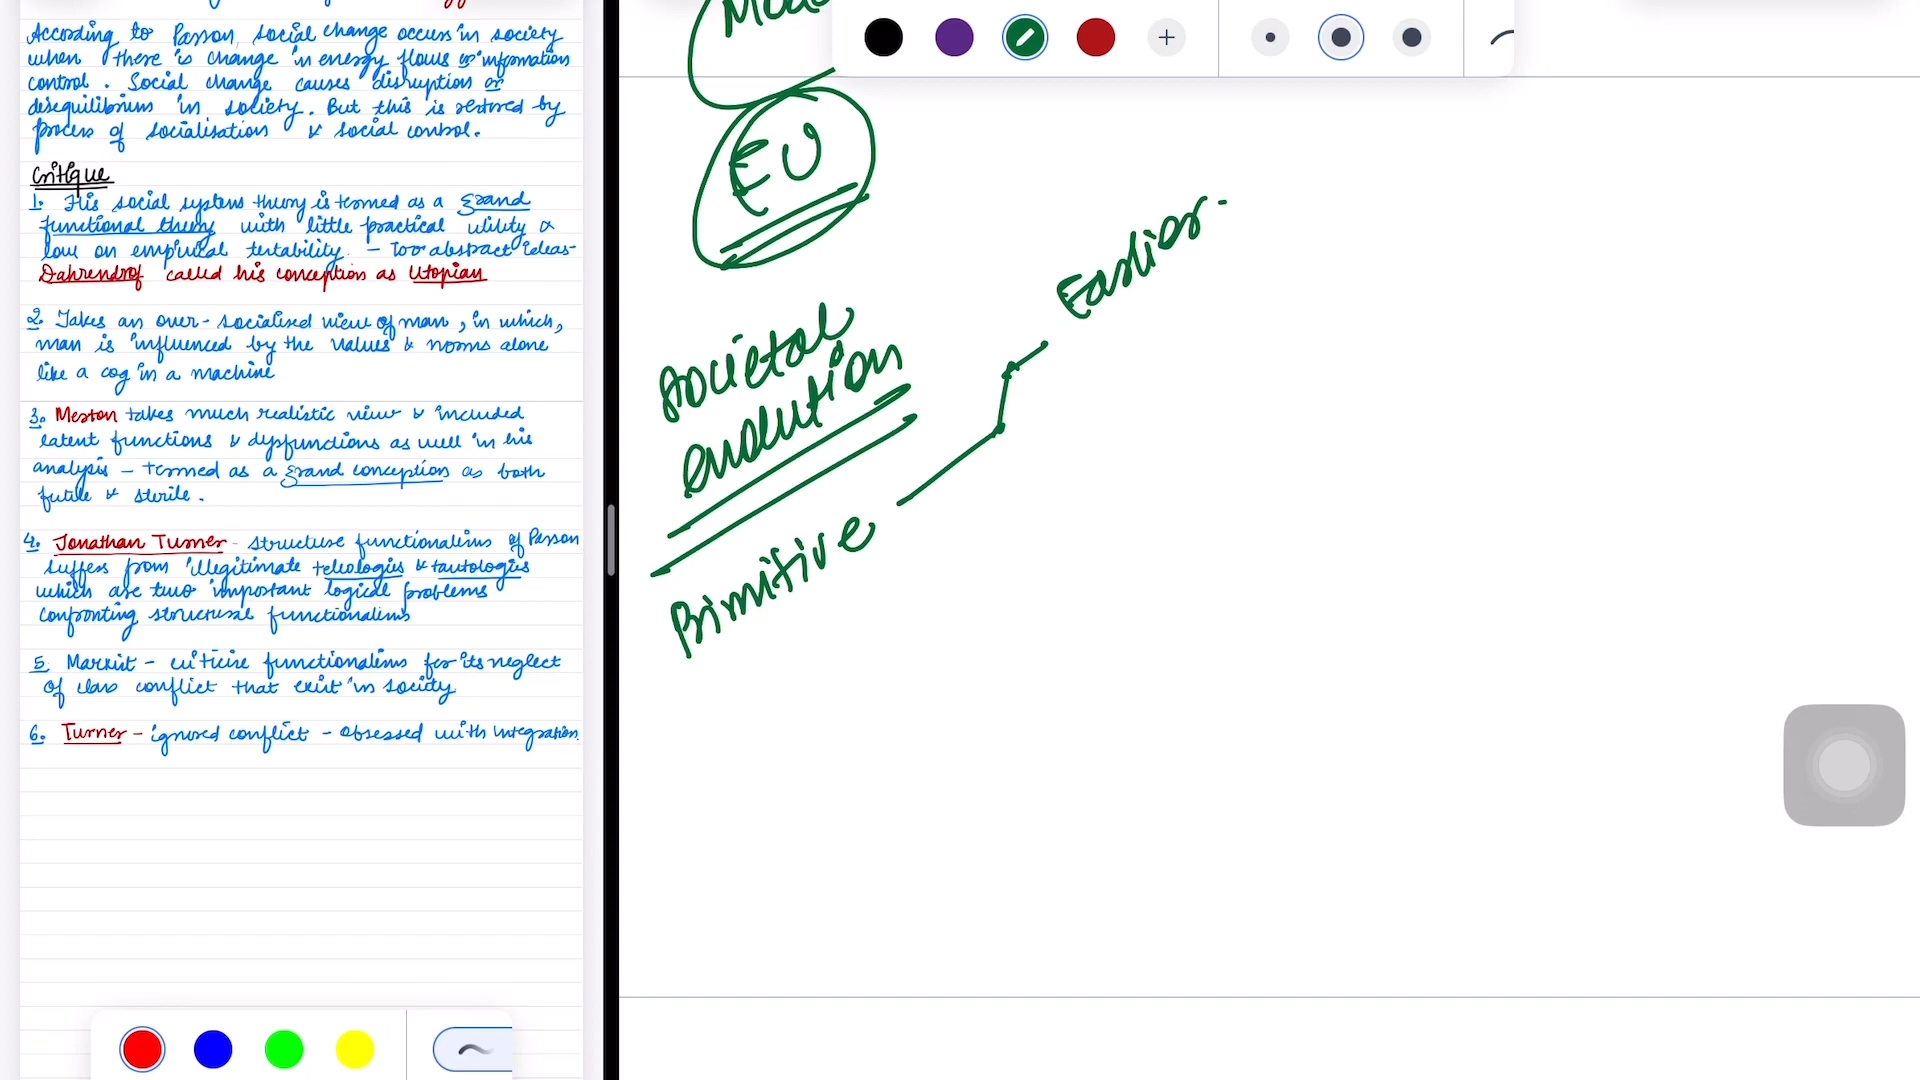 According to Parson, social change occurs in society
when there is change in energy flows or information
control. Social change causes disruption or
disequilibrium in society. But this is restored by
process of socialisation & social control.
Critique
1. His social system theory is termed as a grand
functional theory with little practical utility &
low on empirical testability. - Too abstract ideas-
Dahrendrof called his conception as Utopian
2. Takes an over-socialised view of man, in which,
man is influenced by the values & norms alone
like a cog in a machine
3. Merton takes much realistic view & included
latent functions & dysfunctions as well in his
analysis - termed as a grand conception as both
futile & sterile.
4. Jonathan Turner - structure functionalism of Parson
suffers from illegitimate teleologies & tautologies
which are two important logical problems
confronting structural functionalism
5. Marxist - criticise functionalism for its neglect
of class conflict that exist in society
6. Turner - ignored conflict - obsessed with integration.
EU
Societal
evolution
Primitive
Earlier